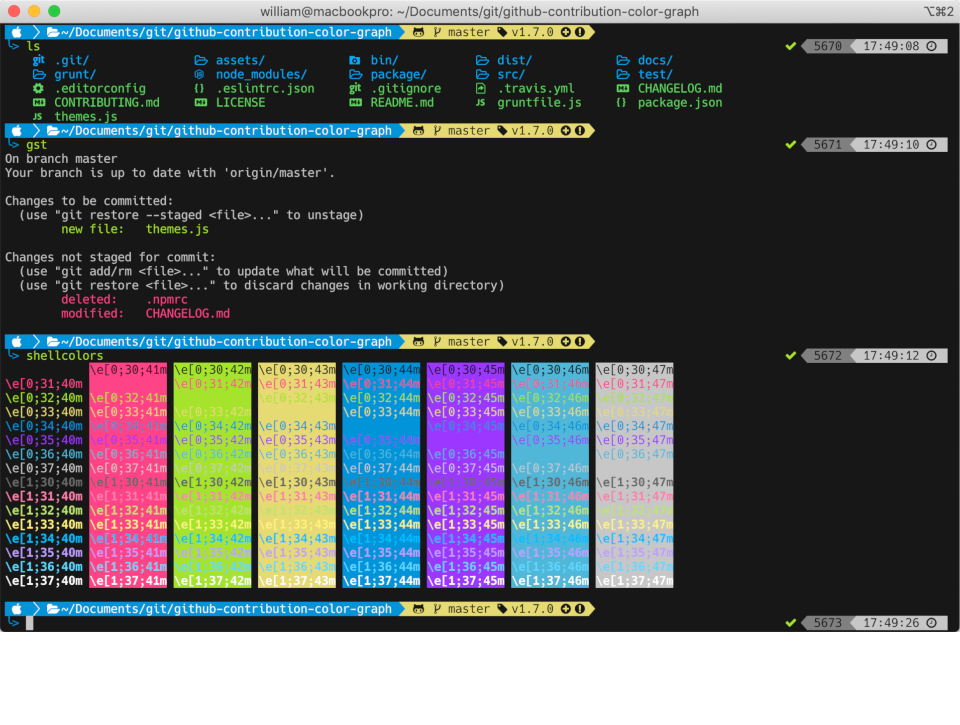 william@macbookpro: ~/Documents/git/github-contribution-color-graph ⌥⌘2
~/Documents/git/github-contribution-color-graph master v1.7.0
ls 5670 17:49:08
.git/ assets/ bin/ dist/ docs/
grunt/ node_modules/ package/ src/ test/
.editorconfig .eslintrc.json .gitignore .travis.yml CHANGELOG.md
CONTRIBUTING.md LICENSE README.md gruntfile.js package.json
themes.js
~/Documents/git/github-contribution-color-graph master v1.7.0
gst 5671 17:49:10
On branch master
Your branch is up to date with 'origin/master'.
Changes to be committed:
(use "git restore --staged <file>..." to unstage)
new file: themes.js
Changes not staged for commit:
(use "git add/rm <file>..." to update what will be committed)
(use "git restore <file>..." to discard changes in working directory)
deleted: .npmrc
modified: CHANGELOG.md
~/Documents/git/github-contribution-color-graph master v1.7.0
shellcolors 5672 17:49:12
\e[0;30;41m \e[0;30;42m \e[0;30;43m \e[0;30;44m \e[0;30;45m \e[0;30;46m \e[0;30;47m
\e[0;31;40m \e[0;31;42m \e[0;31;43m \e[0;31;44m \e[0;31;45m \e[0;31;46m \e[0;31;47m
\e[0;32;40m \e[0;32;41m \e[0;32;43m \e[0;32;44m \e[0;32;45m \e[0;32;46m \e[0;32;47m
\e[0;33;40m \e[0;33;41m \e[0;33;42m \e[0;33;44m \e[0;33;45m \e[0;33;46m \e[0;33;47m
\e[0;34;40m \e[0;34;41m \e[0;34;42m \e[0;34;43m \e[0;34;45m \e[0;34;46m \e[0;34;47m
\e[0;35;40m \e[0;35;41m \e[0;35;42m \e[0;35;43m \e[0;35;44m \e[0;35;46m \e[0;35;47m
\e[0;36;40m \e[0;36;41m \e[0;36;42m \e[0;36;43m \e[0;36;44m \e[0;36;45m \e[0;36;47m
\e[0;37;40m \e[0;37;41m \e[0;37;42m \e[0;37;43m \e[0;37;44m \e[0;37;45m \e[0;37;46m
\e[1;30;40m \e[1;30;41m \e[1;30;42m \e[1;30;43m \e[1;30;44m \e[1;30;45m \e[1;30;46m \e[1;30;47m
\e[1;31;40m \e[1;31;41m \e[1;31;42m \e[1;31;43m \e[1;31;44m \e[1;31;45m \e[1;31;46m \e[1;31;47m
\e[1;32;40m \e[1;32;41m \e[1;32;42m \e[1;32;43m \e[1;32;44m \e[1;32;45m \e[1;32;46m \e[1;32;47m
\e[1;33;40m \e[1;33;41m \e[1;33;42m \e[1;33;43m \e[1;33;44m \e[1;33;45m \e[1;33;46m \e[1;33;47m
\e[1;34;40m \e[1;34;41m \e[1;34;42m \e[1;34;43m \e[1;34;44m \e[1;34;45m \e[1;34;46m \e[1;34;47m
\e[1;35;40m \e[1;35;41m \e[1;35;42m \e[1;35;43m \e[1;35;44m \e[1;35;45m \e[1;35;46m \e[1;35;47m
\e[1;36;40m \e[1;36;41m \e[1;36;42m \e[1;36;43m \e[1;36;44m \e[1;36;45m \e[1;36;46m \e[1;36;47m
\e[1;37;40m \e[1;37;41m \e[1;37;42m \e[1;37;43m \e[1;37;44m \e[1;37;45m \e[1;37;46m \e[1;37;47m
~/Documents/git/github-contribution-color-graph master v1.7.0
5673 17:49:26